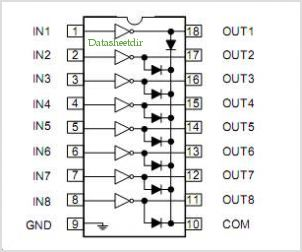 IN1 1 18 OUT1
Datasheetdir
IN2 2 17 OUT2
IN3 3 16 OUT3
IN4 4 15 OUT4
IN5 5 14 OUT5
IN6 6 13 OUT6
IN7 7 12 OUT7
IN8 8 11 OUT8
GND 9 10 COM